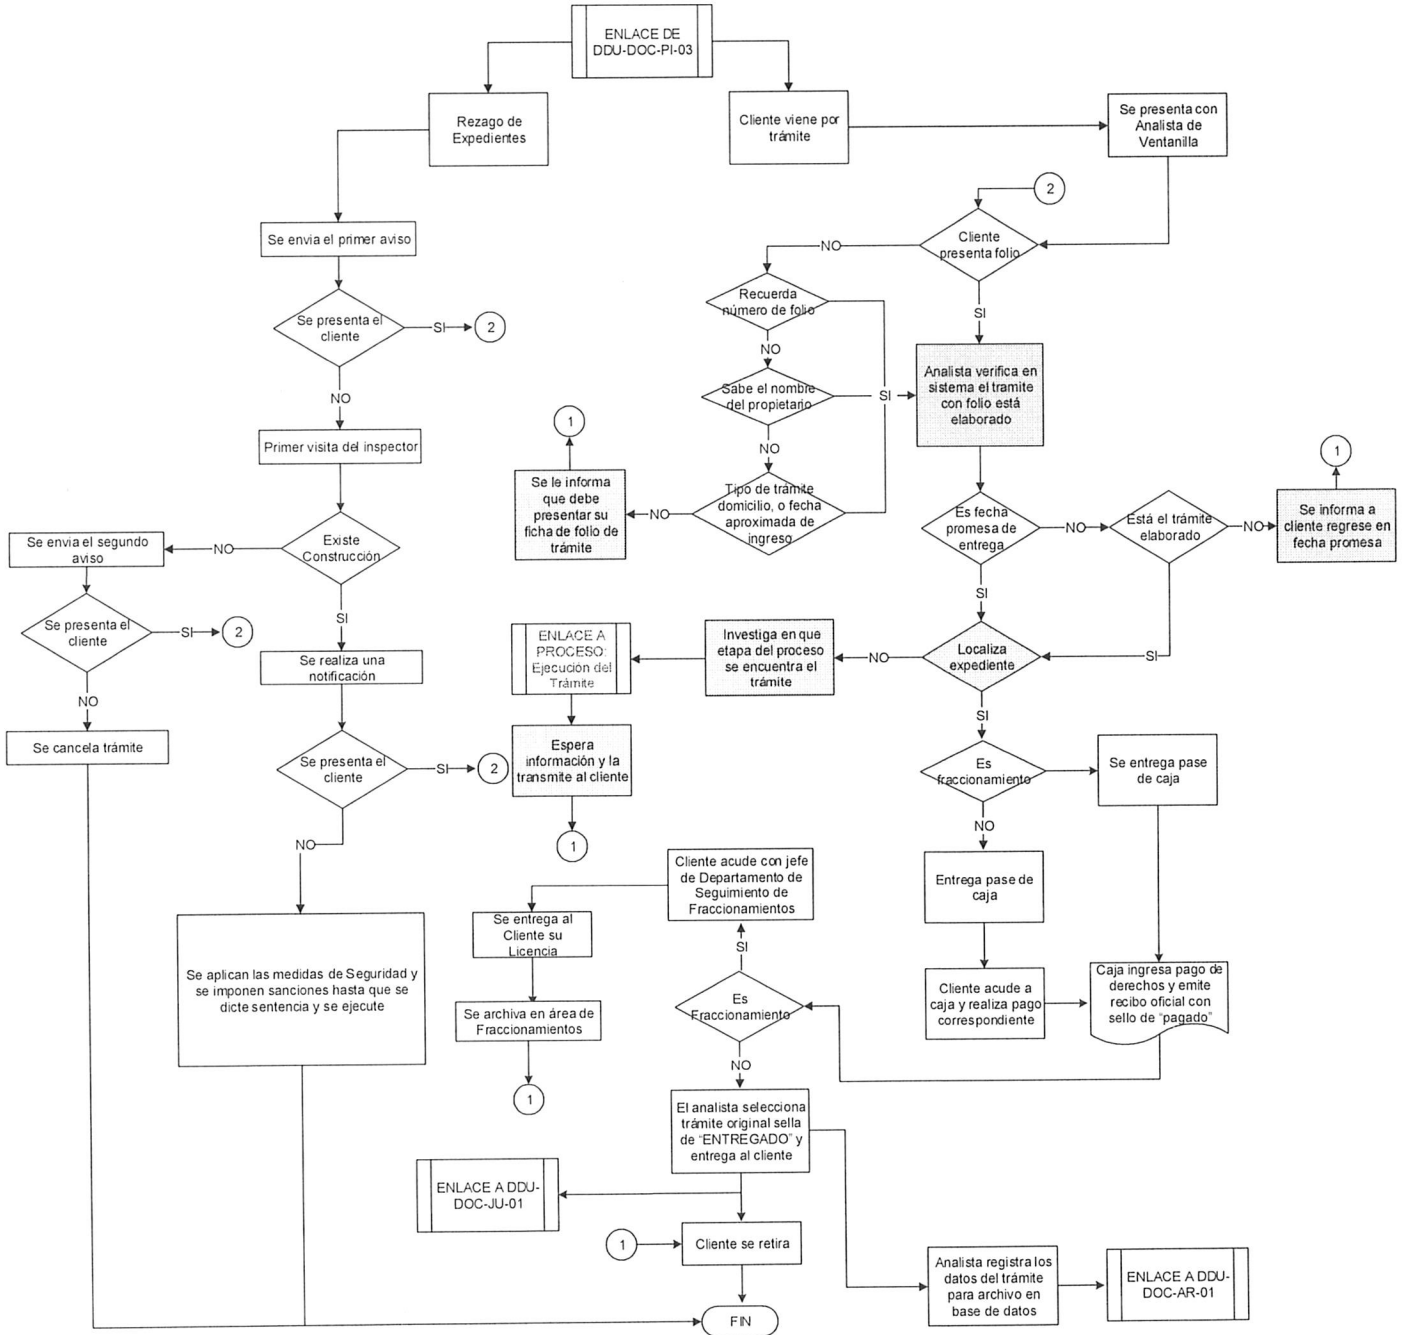 ENLACE DE
DDU-DOC-PI-03
Rezago de
Expedientes
Cliente viene por
trámite
Se presenta con
Analista de
Ventanilla
2
Se envia el primer aviso
Cliente
presenta folio
NO
SI
Recuerda
número de folio
NO
Se presenta el
cliente
SI
2
NO
Sabe el nombre
del propietario
SI
NO
Analista verifica en
sistema el tramite
con folio está
elaborado
1
Primer visita del inspector
Se le informa
que debe
presentar su
ficha de folio de
trámite
NO
Tipo de trámite
domicilio, o fecha
aproximada de
ingreso
Es fecha
promesa de
entrega
NO
Está el trámite
elaborado
NO
1
Se informa a
cliente regrese en
fecha promesa
SI
Existe
Construcción
NO
Se envia el segundo
aviso
SI
Se presenta el
cliente
SI
2
NO
Se realiza una
notificación
ENLACE A
PROCESO:
Ejecución del
Trámite
Investiga en que
etapa del proceso
se encuentra el
trámite
NO
Localiza
expediente
SI
SI
Se cancela trámite
Se presenta el
cliente
SI
2
NO
Espera
información y la
transmite al cliente
1
Es
fraccionamiento
NO
Se entrega pase
de caja
Entrega pase de
caja
Cliente acude con jefe
de Departamento de
Seguimiento de
Fraccionamientos
Se entrega al
Cliente su
Licencia
SI
Se aplican las medidas de Seguridad y
se imponen sanciones hasta que se
dicte sentencia y se ejecute
Se archiva en área de
Fraccionamientos
1
Es
Fraccionamiento
NO
Cliente acude a
caja y realiza pago
correspondiente
Caja ingresa pago de
derechos y emite
recibo oficial con
sello de “pagado”
El analista selecciona
trámite original sella
de “ENTREGADO” y
entrega al cliente
ENLACE A DDU-
DOC-JU-01
1
Cliente se retira
Analista registra los
datos del trámite
para archivo en
base de datos
ENLACE A DDU-
DOC-AR-01
FIN